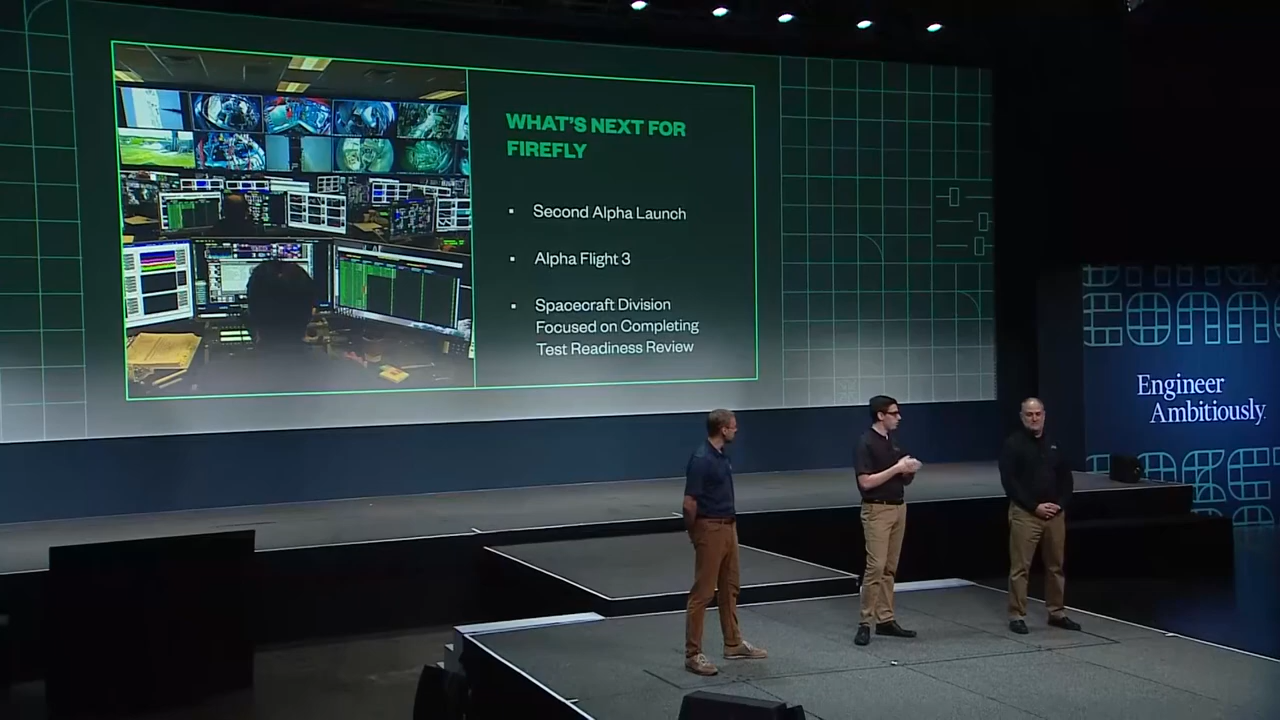 WHAT'S NEXT FOR
FIREFLY
▪ Second Alpha Launch
▪ Alpha Flight 3
▪ Spacecraft Division
Focused on Completing
Test Readiness Review
Engineer
Ambitiously.